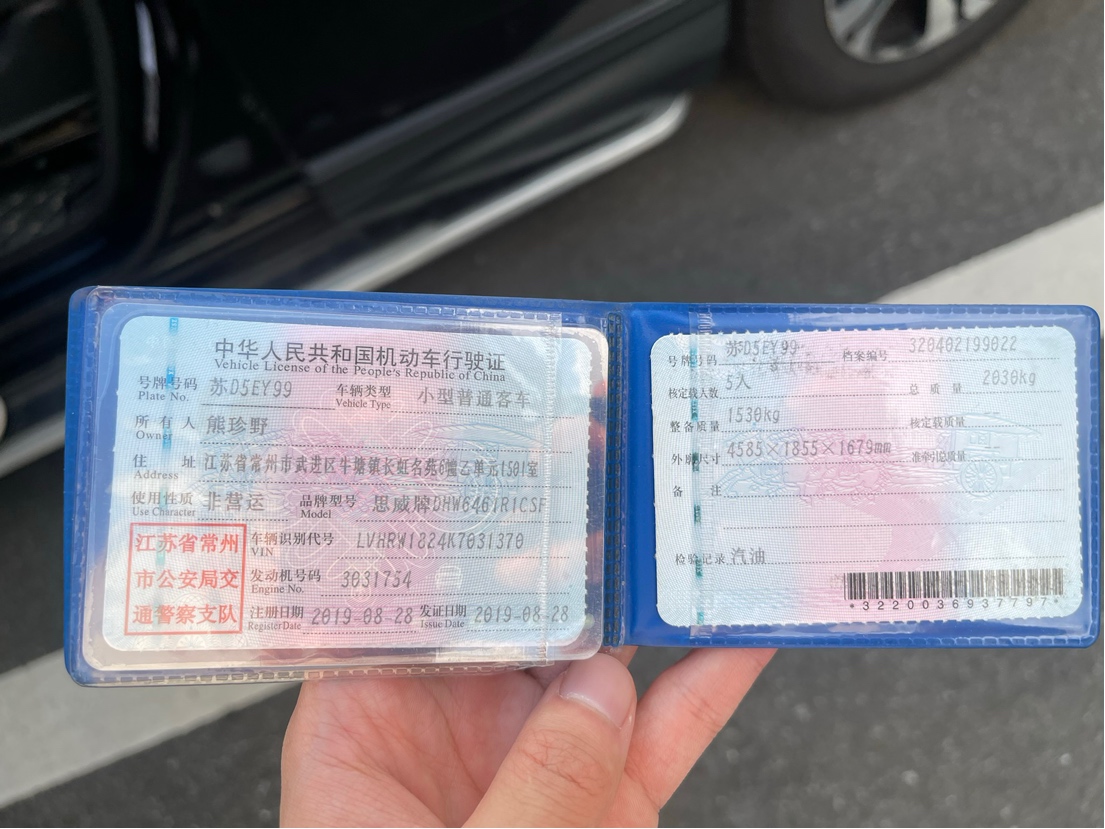 中华人民共和国机动车行驶证
Vehicle License of the People's Republic of China
号牌号码 苏D5EY99 车辆类型 小型普通客车
Plate No. Vehicle Type
所有人 熊珍野
Owner
住址 江苏省常州市武进区牛塘镇长虹名苑6幢乙单元1501室
Address
使用性质 非营运 品牌型号 思威牌DHW6461R1CSF
Use Character Model
江苏省常州
市公安局交
通警察支队
车辆识别代号 LVHRW1824K7031370
VIN
发动机号码 3031754
Engine No.
注册日期 2019-08-28 发证日期 2019-08-28
Register Date Issue Date
号牌号码 苏D5EY99 档案编号 320402199022
核定载人数 5人 总质量 2030kg
整备质量 1530kg 核定载质量 --
外廓尺寸 4585×1855×1679mm 准牵引总质量 --
备注
检验记录 汽油
*3220036937797*